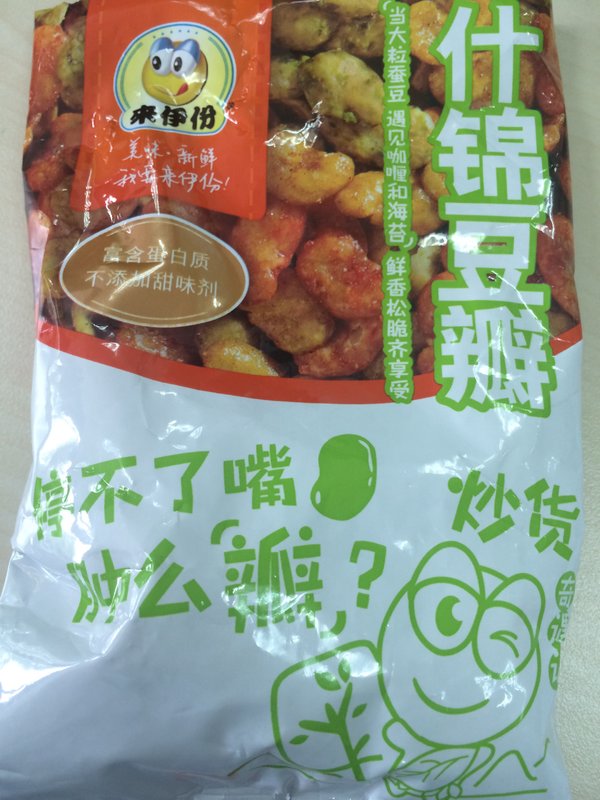 来伊份
美味·新鲜
我要来伊份!
富含蛋白质
不添加甜味剂
当大粒蚕豆 遇见咖喱和海苔 鲜香松脆齐享受
什锦豆瓣
停不了嘴
肿么“瓣”?
炒货